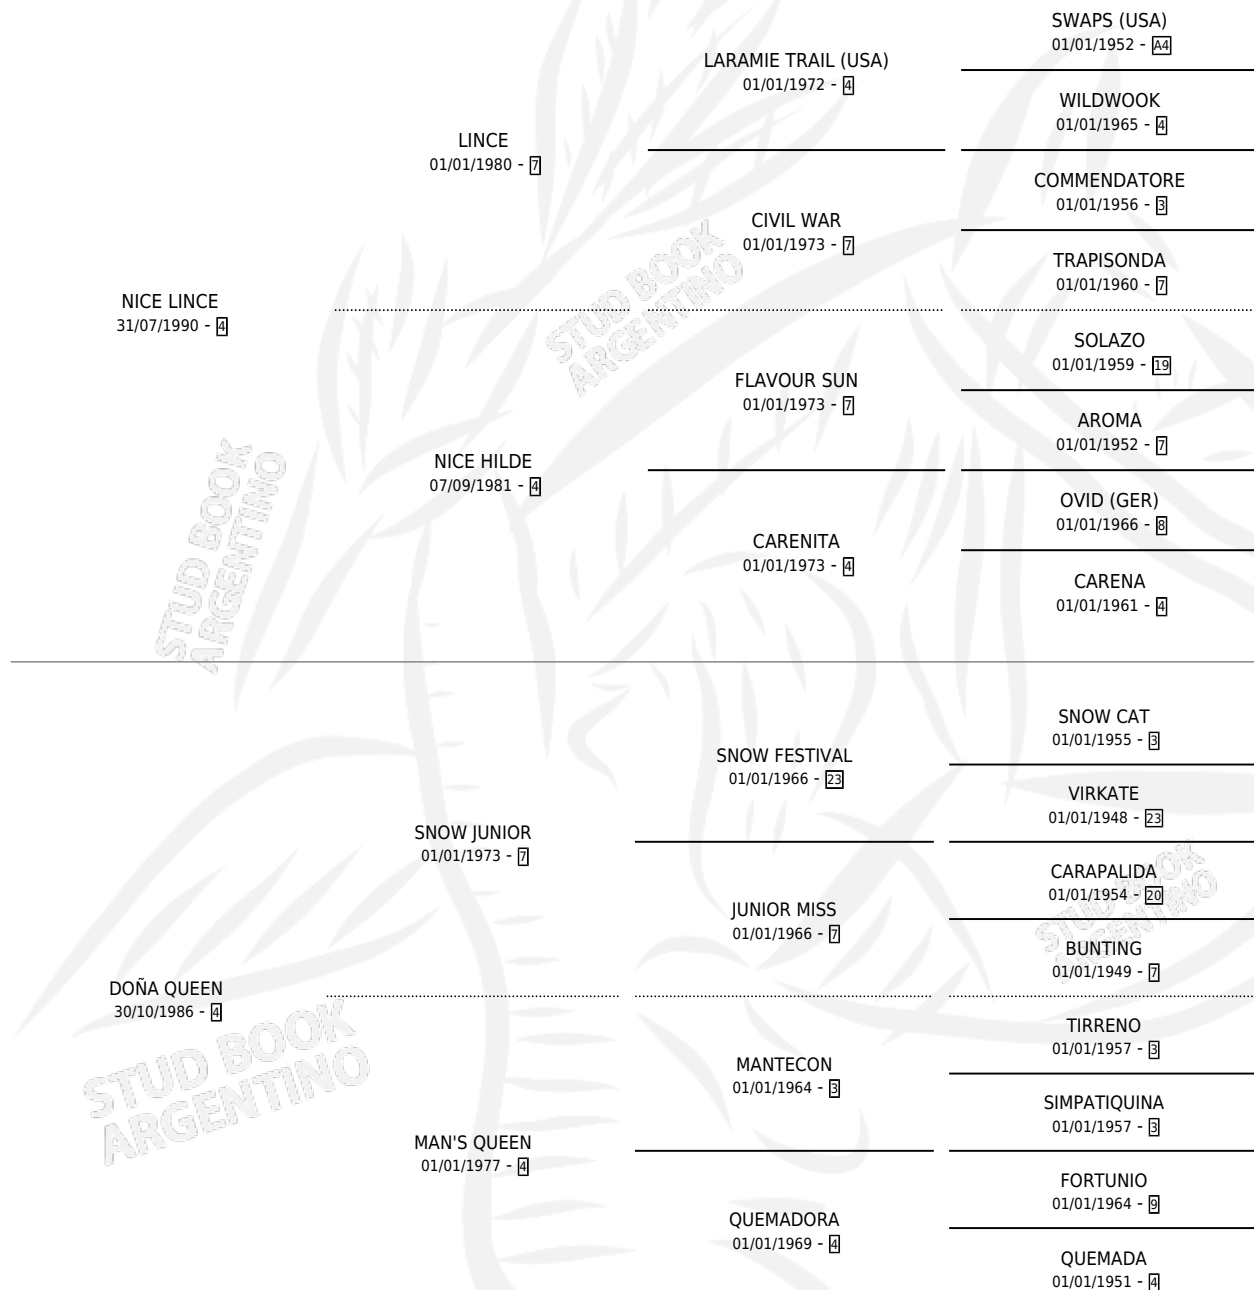 SWAPS (USA)
01/01/1952 - A4
LARAMIE TRAIL (USA)
01/01/1972 - 4
WILDWOOK
01/01/1965 - 4
LINCE
01/01/1980 - 7
COMMENDATORE
01/01/1956 - 3
CIVIL WAR
01/01/1973 - 7
TRAPISONDA
01/01/1960 - 7
NICE LINCE
31/07/1990 - 4
STUD BOOK
ARGENTINO
SOLAZO
01/01/1959 - 19
FLAVOUR SUN
01/01/1973 - 7
AROMA
01/01/1952 - 7
NICE HILDE
07/09/1981 - 4
OVID (GER)
01/01/1966 - 8
CARENITA
01/01/1973 - 4
CARENA
01/01/1961 - 4
STUD BOOK
ARGENTINO
SNOW CAT
01/01/1955 - 3
SNOW FESTIVAL
01/01/1966 - 23
VIRKATE
01/01/1948 - 23
SNOW JUNIOR
01/01/1973 - 7
CARAPALIDA
01/01/1954 - 20
JUNIOR MISS
01/01/1966 - 7
BUNTING
01/01/1949 - 7
STUD BOOK
ARGENTINO
DOÑA QUEEN
30/10/1986 - 4
TIRRENO
01/01/1957 - 3
MANTECON
01/01/1964 - 3
SIMPATIQUINA
01/01/1957 - 3
STUD BOOK
ARGENTINO
MAN'S QUEEN
01/01/1977 - 4
FORTUNIO
01/01/1964 - 9
QUEMADORA
01/01/1969 - 4
QUEMADA
01/01/1951 - 4